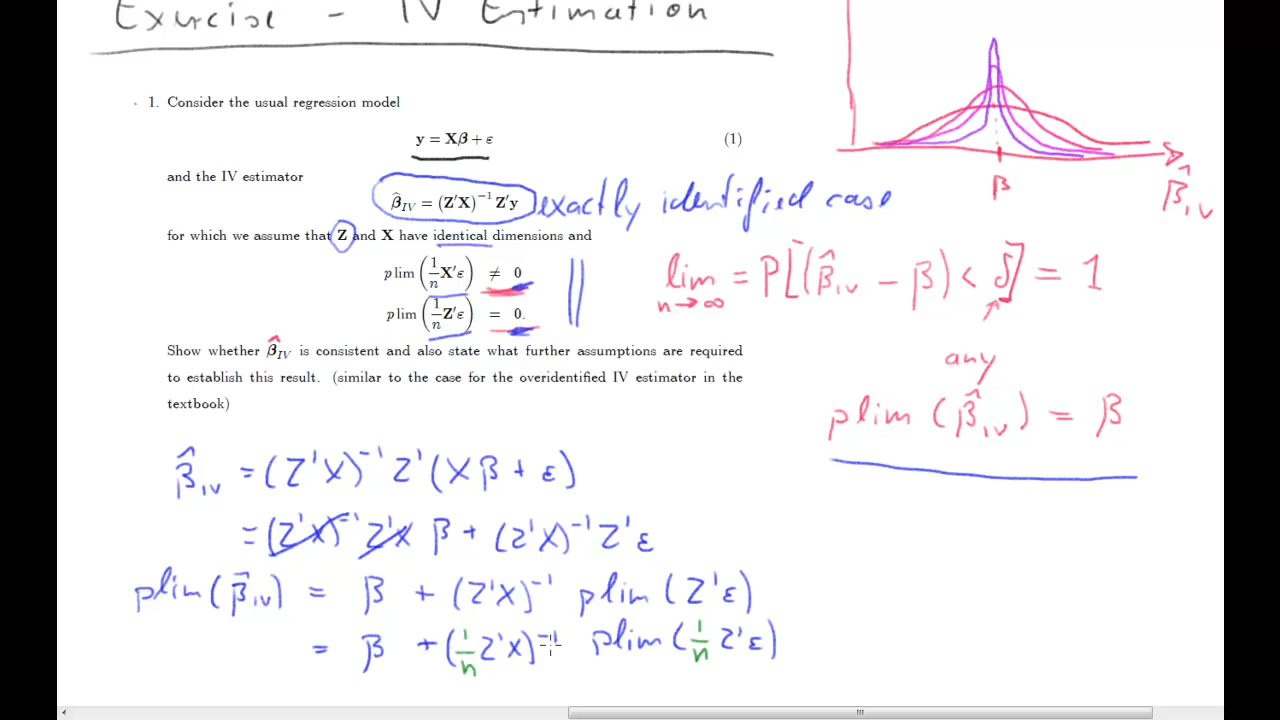 Exercise - IV Estimation
1. Consider the usual regression model
y = Xβ + ε (1)
and the IV estimator
β̂_IV = (Z′X)⁻¹ Z′y exactly identified case
for which we assume that Z and X have identical dimensions and
p lim (1/n X′ε) ≠ 0
p lim (1/n Z′ε) = 0.
Show whether β̂_IV is consistent and also state what further assumptions are required
to establish this result. (similar to the case for the overidentified IV estimator in the
textbook)
β̂_IV = (Z'X)⁻¹ Z'(Xβ + ε)
= (Z'X)⁻¹ Z'X β + (Z'X)⁻¹ Z'ε
plim(β̂_IV) = β + (Z'X)⁻¹ plim(Z'ε)
= β + (1/n Z'X)⁻¹ plim(1/n Z'ε)
β
β̂_IV
lim n→∞ = P[(β̂_IV - β) < δ] = 1
any
plim(β̂_IV) = β